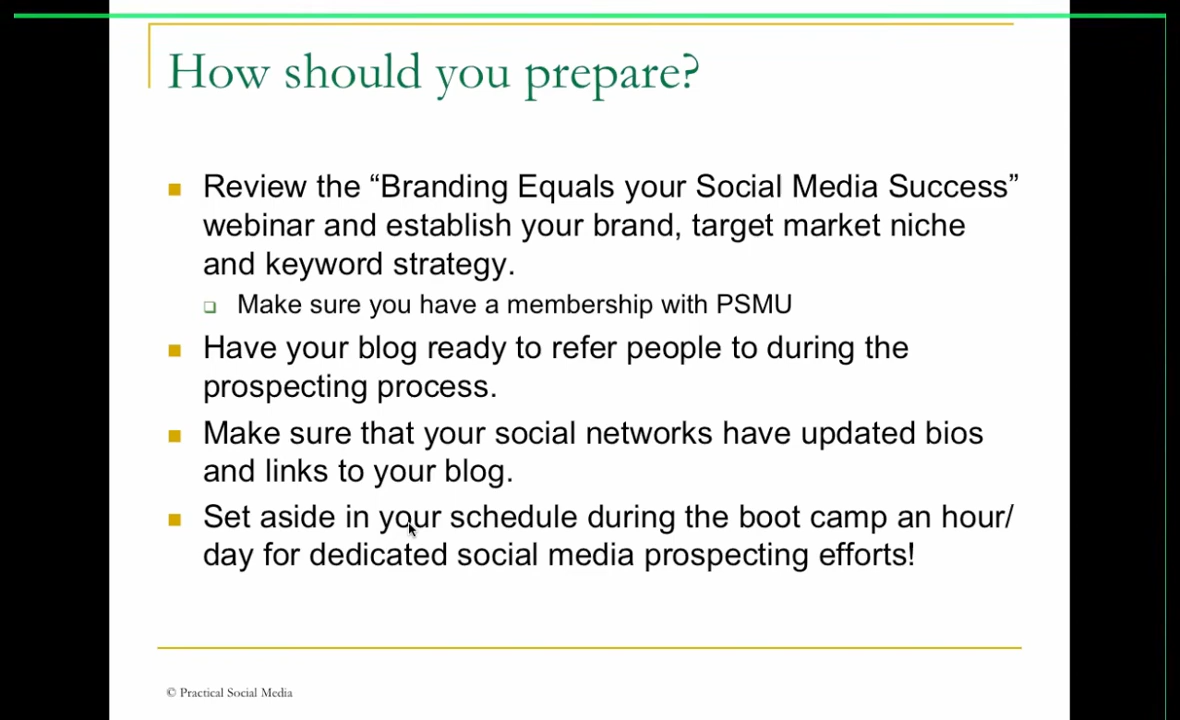 How should you prepare?
Review the “Branding Equals your Social Media Success”
webinar and establish your brand, target market niche
and keyword strategy.
Make sure you have a membership with PSMU
Have your blog ready to refer people to during the
prospecting process.
Make sure that your social networks have updated bios
and links to your blog.
Set aside in your schedule during the boot camp an hour/
day for dedicated social media prospecting efforts!
© Practical Social Media